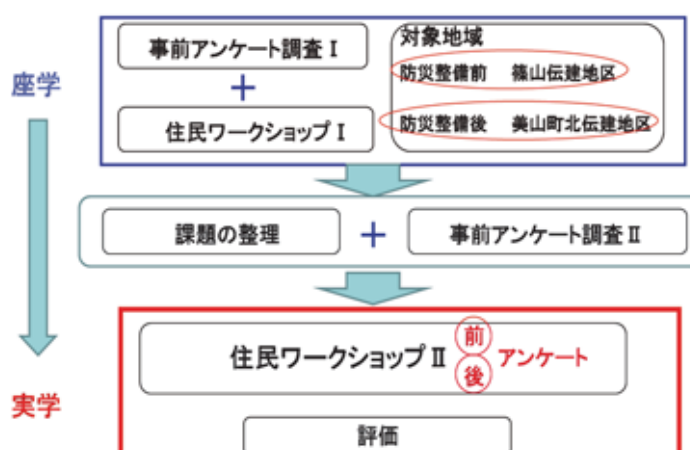 座学
事前アンケート調査Ⅰ
+
住民ワークショップⅠ
対象地域
防災整備前 篠山伝建地区
防災整備後 美山町北伝建地区
課題の整理 + 事前アンケート調査Ⅱ
住民ワークショップⅡ 前 後 アンケート
実学
評価